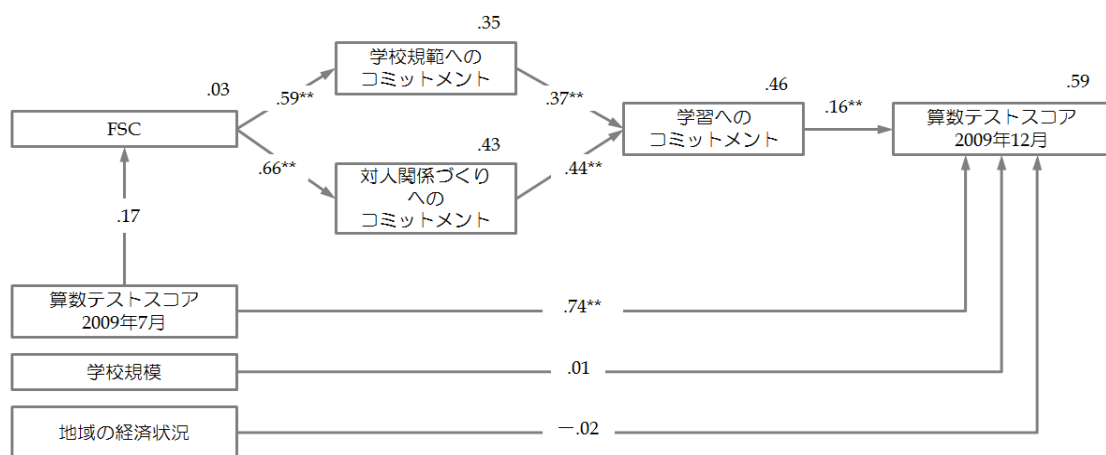 .35
学校規範への
コミットメント
.03
.59**
.37**
.46
.59
FSC
学習への
コミットメント
.16**
算数テストスコア
2009年12月
.66**
.43
.44**
対人関係づくり
への
コミットメント
.17
算数テストスコア
2009年7月
.74**
学校規模
.01
地域の経済状況
－.02